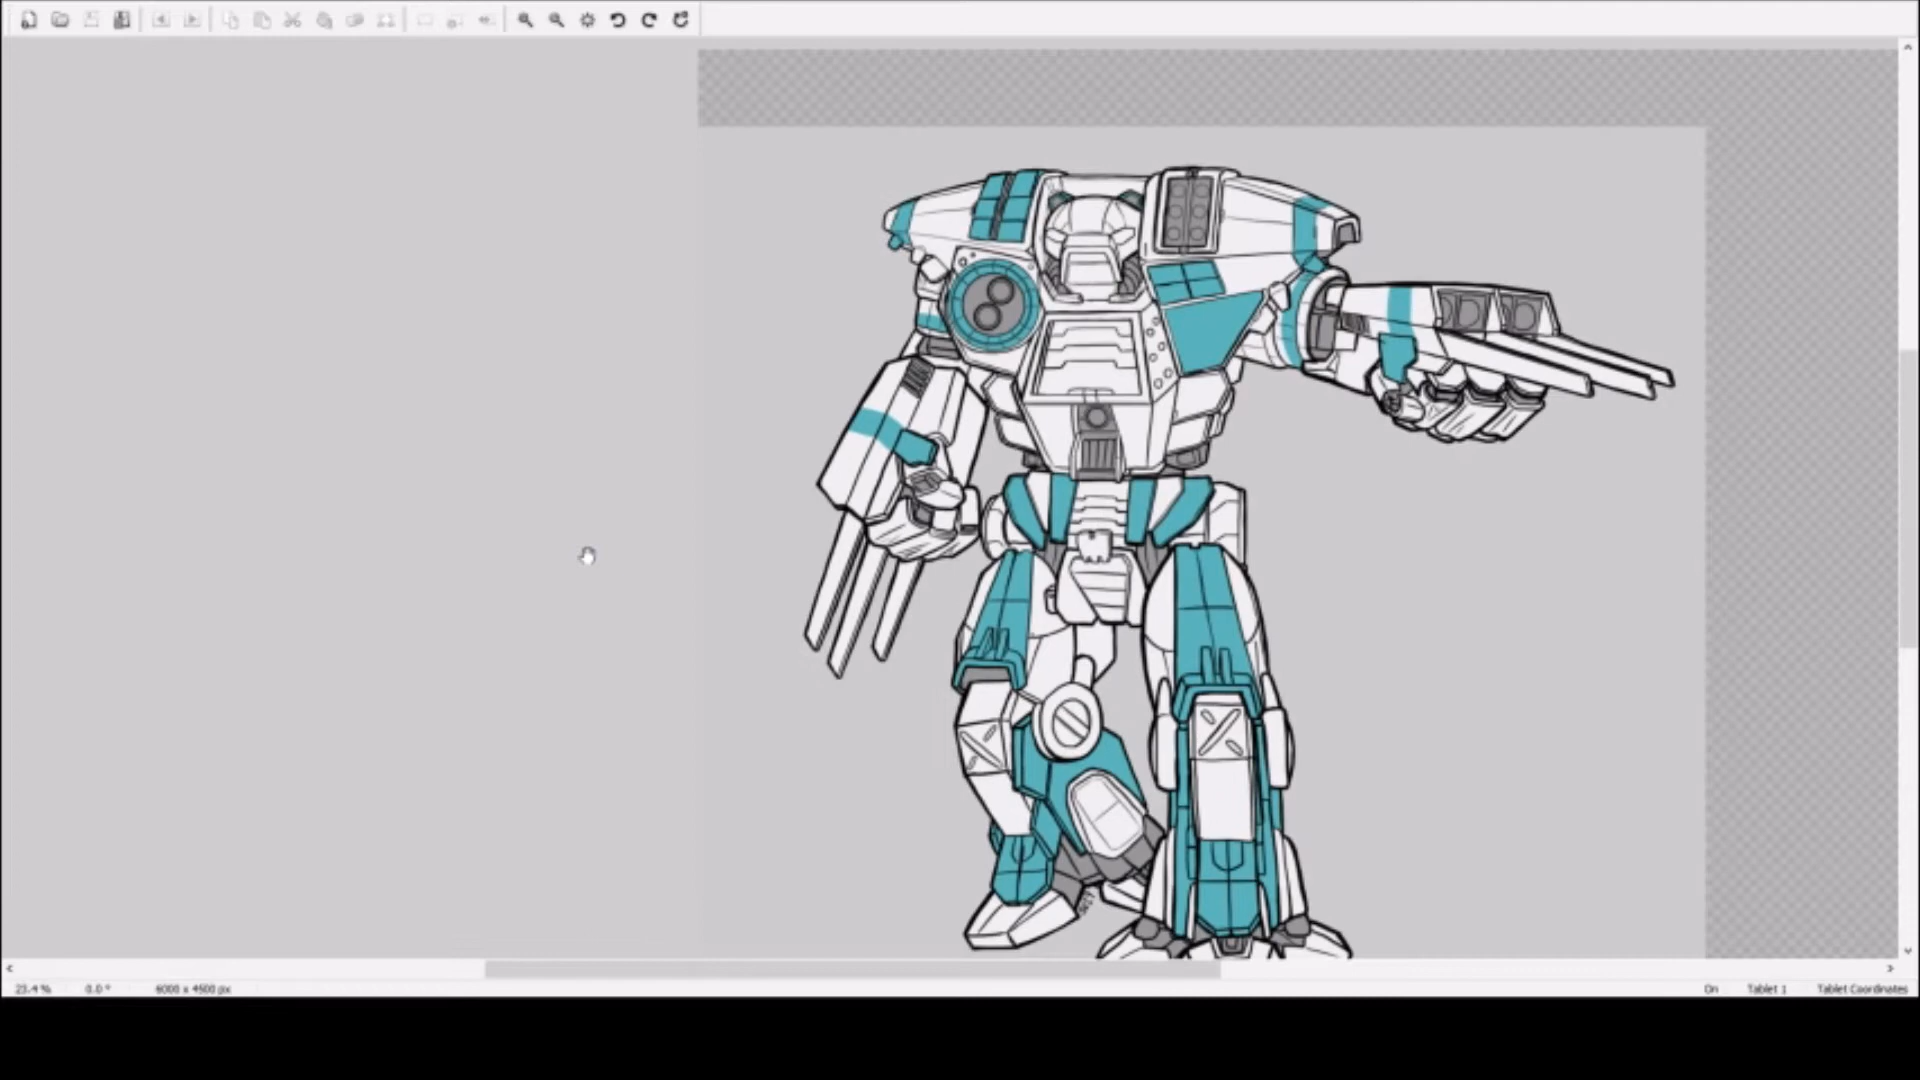 23.4 %
0.0 °
6000 x 4500 px
On
Tablet 1
Tablet Coordinates